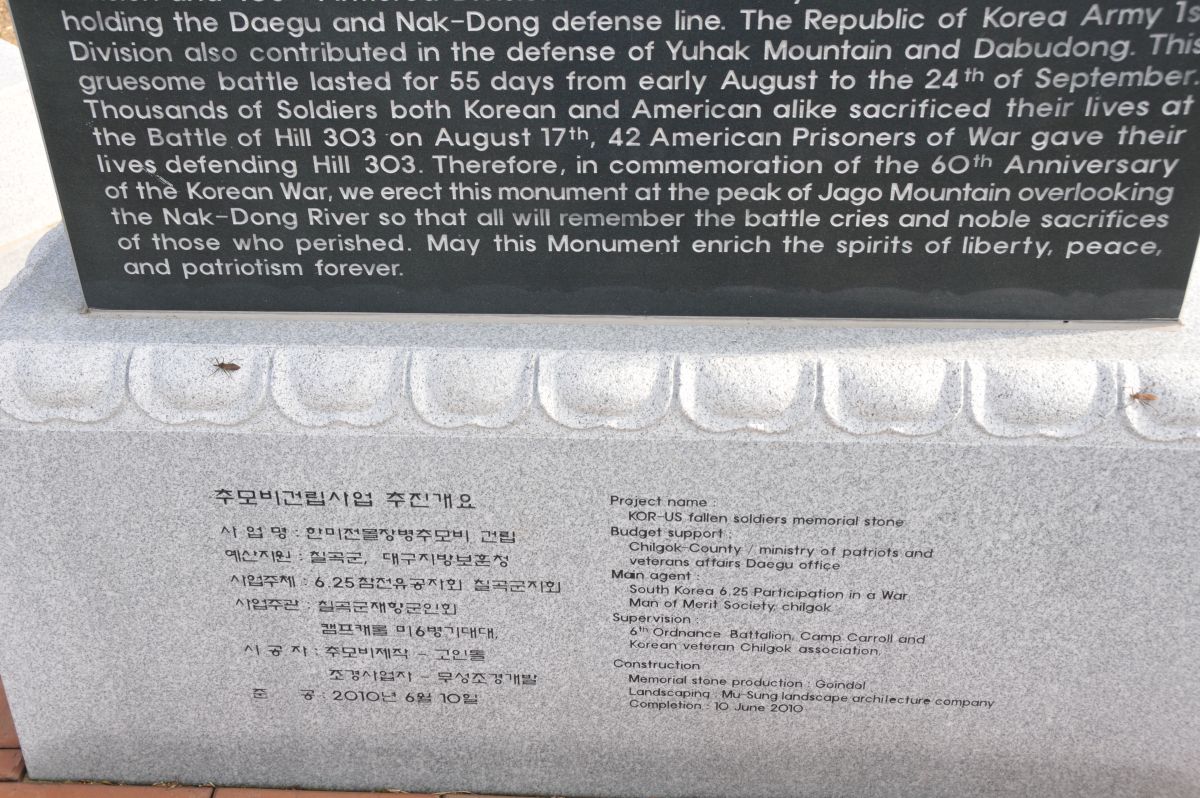 holding the Daegu and Nak-Dong defense line. The Republic of Korea Army 1s
Division also contributed in the defense of Yuhak Mountain and Dabudong. This
gruesome battle lasted for 55 days from early August to the 24th of September
Thousands of Soldiers both Korean and American alike sacrificed their lives at
the Battle of Hill 303 on August 17th, 42 American Prisoners of War gave their
lives defending Hill 303. Therefore, in commemoration of the 60th Anniversary
of the Korean War, we erect this monument at the peak of Jago Mountain overlooking
the Nak-Dong River so that all will remember the battle cries and noble sacrifices
of those who perished. May this Monument enrich the spirits of liberty, peace,
and patriotism forever.
추모비건립사업 추진개요
사 업 명 : 한미전몰장병추모비 건립
예산지원 : 칠곡군, 대구지방보훈청
사업주체 : 6.25참전유공자회 칠곡군지회
사업주관 : 칠곡군재향군인회
캠프캐롤 미6병기대대,
시 공 자 : 추모비제작 - 고인돌
조경사업자 - 무성조경개발
준 공 : 2010년 6월 10일
Project name :
KOR-US fallen soldiers memorial stone
Budget support :
Chilgok-County / ministry of patriots and
veterans affairs Daegu office
Main agent :
South Korea 6.25 Participation in a War
Man of Merit Society, chilgok
Supervision :
6th Ordnance Battalion, Camp Carroll and
Korean veteran Chilgok association,
Construction
Memorial stone production : Goindol
Landscaping : Mu-Sung landscape architecture company
Completion : 10 June 2010